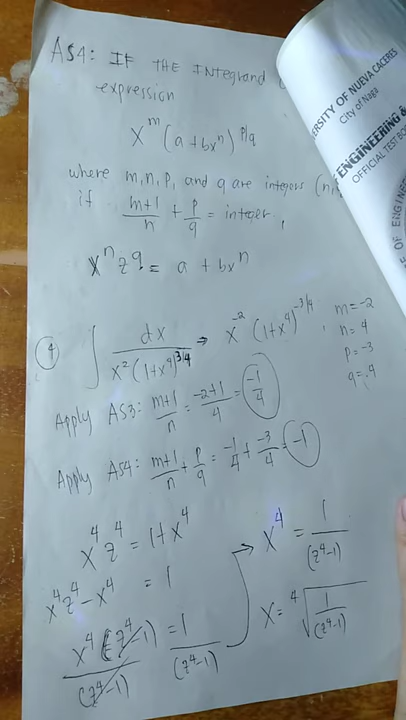 AS4: IF THE INTEGRAND
expression
x^m (a + bx^n)^{p/q}
where m, n, p, and q are integers (n,
if (m+1)/n + p/q = integer,
x^n z^q = a + bx^n
④ ∫ dx / x²(1+x⁴)^{3/4} → x^{-2} (1+x⁴)^{-3/4},
m = -2
n = 4
p = -3
q = 4
Apply AS3: (m+1)/n = (-2+1)/4 = -1/4
Apply AS4: (m+1)/n + p/q = -1/4 + -3/4 = -1
x⁴z⁴ = 1+x⁴
x⁴z⁴ - x⁴ = 1
x⁴(z⁴-1)/(z⁴-1) = 1/(z⁴-1)
x⁴ = 1/(z⁴-1)
x = ⁴√(1/(z⁴-1))
ERSITY OF NUEVA CACERES
City of Naga
ENGINEERING &
OFFICIAL TEST BO
OF ENGINE